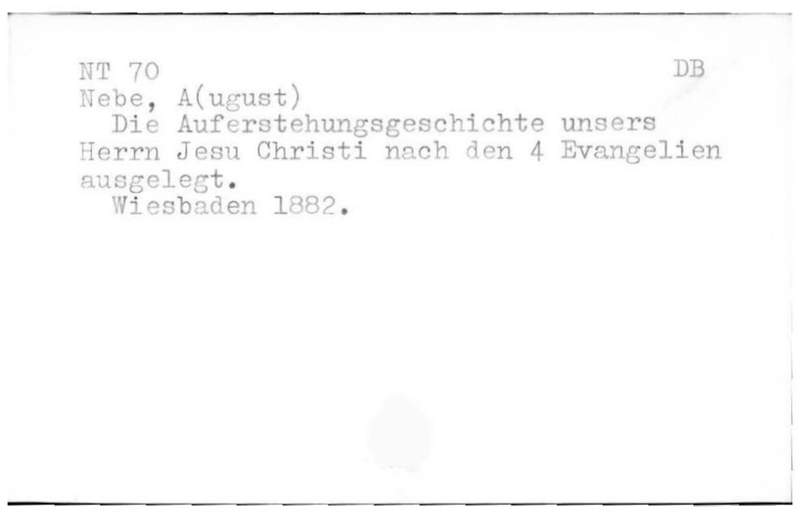 NT 70 DB
Nebe, A(ugust)
Die Auferstehungsgeschichte unsers
Herrn Jesu Christi nach den 4 Evangelien
ausgelegt.
Wiesbaden 1882.